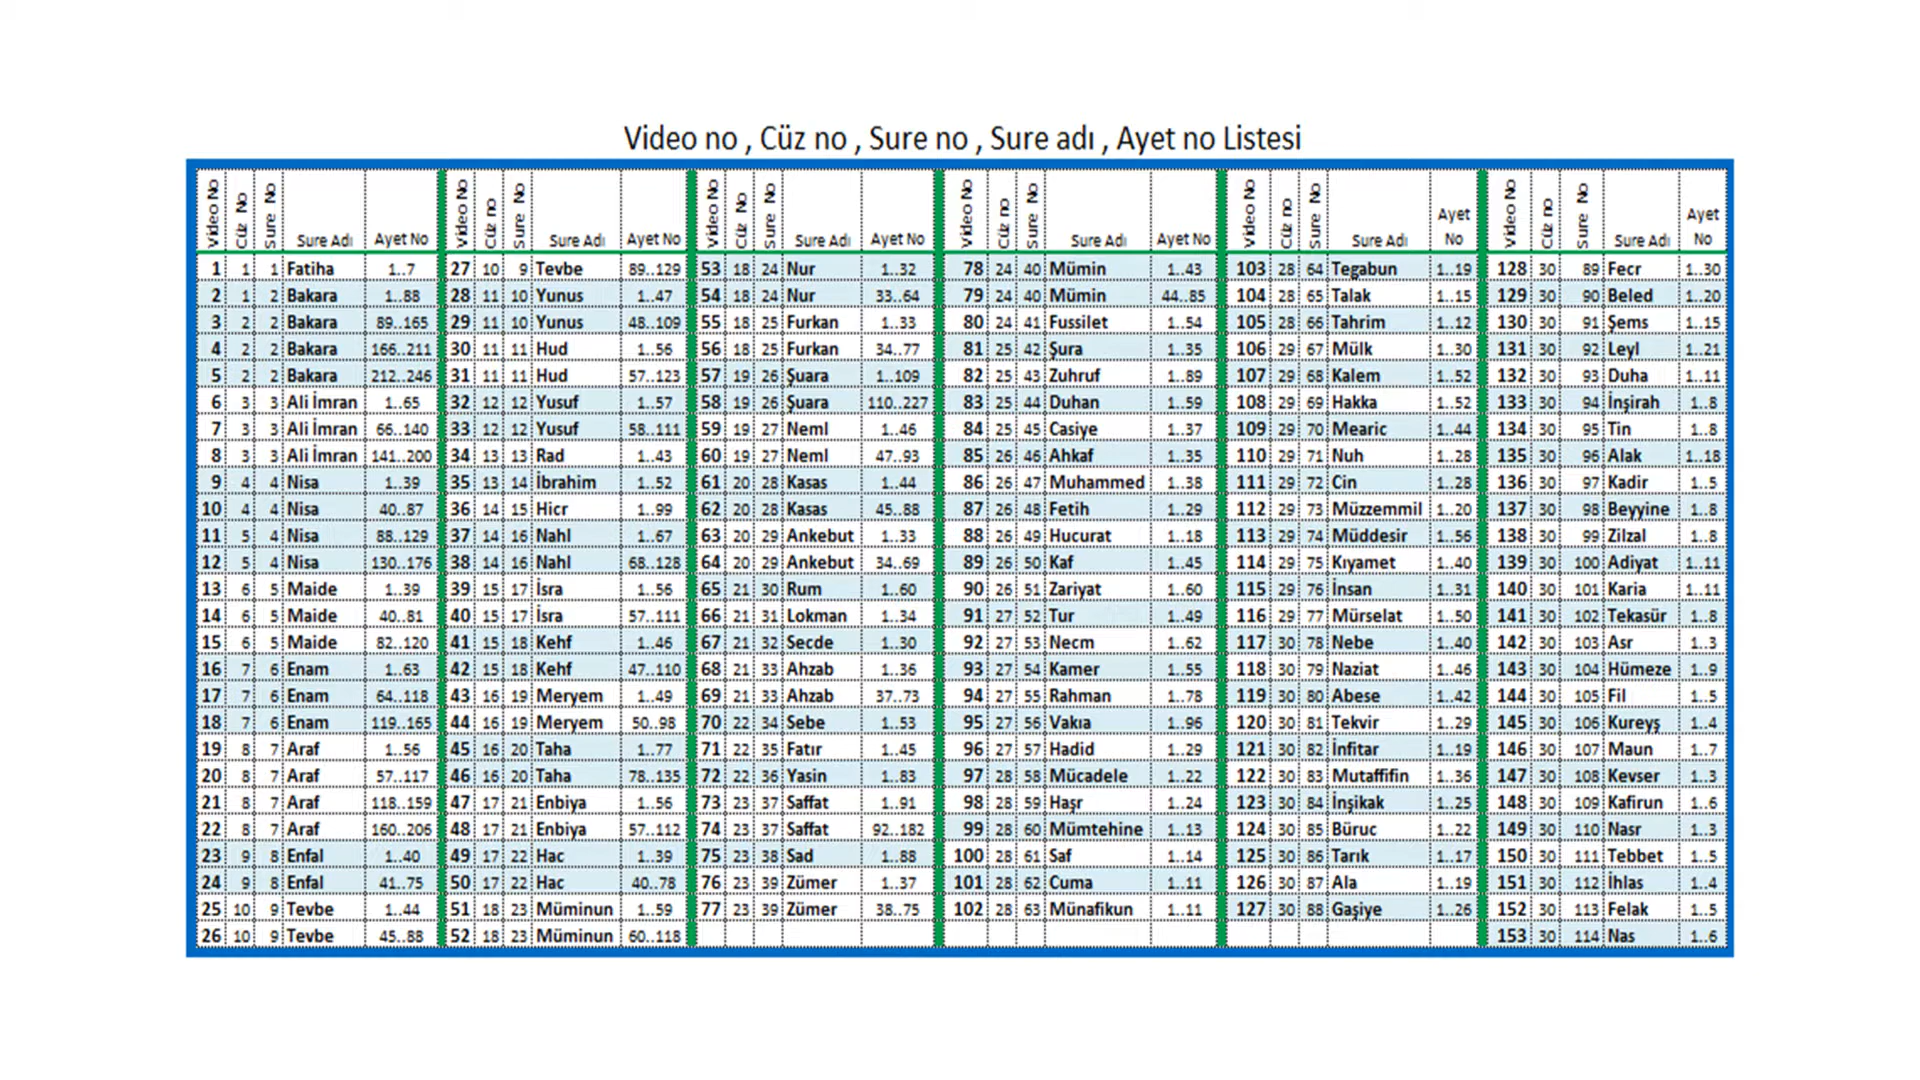 Video no , Cüz no , Sure no , Sure adı , Ayet no Listesi
Video No Cüz No Sure No Sure Adı Ayet No Video No Cüz no Sure No Sure Adı Ayet No Video No Cüz No Sure No Sure Adı Ayet No Video No Cüz no Sure No Sure Adı Ayet No Video No Cüz no Sure No Sure Adı Ayet No Video No Cüz no Sure No Sure Adı Ayet No
1 1 1 Fatiha 1..7 27 10 9 Tevbe 89..129 53 18 24 Nur 1..32 78 24 40 Mümin 1..43 103 28 64 Tegabun 1..19 128 30 89 Fecr 1..30
2 1 2 Bakara 1..88 28 11 10 Yunus 1..47 54 18 24 Nur 33..64 79 24 40 Mümin 44..85 104 28 65 Talak 1..15 129 30 90 Beled 1..20
3 2 2 Bakara 89..165 29 11 10 Yunus 48..109 55 18 25 Furkan 1..33 80 24 41 Fussilet 1..54 105 28 66 Tahrim 1..12 130 30 91 Şems 1..15
4 2 2 Bakara 166..211 30 11 11 Hud 1..56 56 18 25 Furkan 34..77 81 25 42 Şura 1..35 106 29 67 Mülk 1..30 131 30 92 Leyl 1..21
5 2 2 Bakara 212..246 31 11 11 Hud 57..123 57 19 26 Şuara 1..109 82 25 43 Zuhruf 1..89 107 29 68 Kalem 1..52 132 30 93 Duha 1..11
6 3 3 Ali İmran 1..65 32 12 12 Yusuf 1..57 58 19 26 Şuara 110..227 83 25 44 Duhan 1..59 108 29 69 Hakka 1..52 133 30 94 İnşirah 1..8
7 3 3 Ali İmran 66..140 33 12 12 Yusuf 58..111 59 19 27 Neml 1..46 84 25 45 Casiye 1..37 109 29 70 Mearic 1..44 134 30 95 Tin 1..8
8 3 3 Ali İmran 141..200 34 13 13 Rad 1..43 60 19 27 Neml 47..93 85 26 46 Ahkaf 1..35 110 29 71 Nuh 1..28 135 30 96 Alak 1..18
9 4 4 Nisa 1..39 35 13 14 İbrahim 1..52 61 20 28 Kasas 1..44 86 26 47 Muhammed 1..38 111 29 72 Cin 1..28 136 30 97 Kadir 1..5
10 4 4 Nisa 40..87 36 14 15 Hicr 1..99 62 20 28 Kasas 45..88 87 26 48 Fetih 1..29 112 29 73 Müzzemmil 1..20 137 30 98 Beyyine 1..8
11 5 4 Nisa 88..129 37 14 16 Nahl 1..67 63 20 29 Ankebut 1..33 88 26 49 Hucurat 1..18 113 29 74 Müddesir 1..56 138 30 99 Zilzal 1..8
12 5 4 Nisa 130..176 38 14 16 Nahl 68..128 64 20 29 Ankebut 34..69 89 26 50 Kaf 1..45 114 29 75 Kıyamet 1..40 139 30 100 Adiyat 1..11
13 6 5 Maide 1..39 39 15 17 İsra 1..56 65 21 30 Rum 1..60 90 26 51 Zariyat 1..60 115 29 76 İnsan 1..31 140 30 101 Karia 1..11
14 6 5 Maide 40..81 40 15 17 İsra 57..111 66 21 31 Lokman 1..34 91 27 52 Tur 1..49 116 29 77 Mürselat 1..50 141 30 102 Tekasür 1..8
15 6 5 Maide 82..120 41 15 18 Kehf 1..46 67 21 32 Secde 1..30 92 27 53 Necm 1..62 117 30 78 Nebe 1..40 142 30 103 Asr 1..3
16 7 6 Enam 1..63 42 15 18 Kehf 47..110 68 21 33 Ahzab 1..36 93 27 54 Kamer 1..55 118 30 79 Naziat 1..46 143 30 104 Hümeze 1..9
17 7 6 Enam 64..118 43 16 19 Meryem 1..49 69 21 33 Ahzab 37..73 94 27 55 Rahman 1..78 119 30 80 Abese 1..42 144 30 105 Fil 1..5
18 7 6 Enam 119..165 44 16 19 Meryem 50..98 70 22 34 Sebe 1..53 95 27 56 Vakıa 1..96 120 30 81 Tekvir 1..29 145 30 106 Kureyş 1..4
19 8 7 Araf 1..56 45 16 20 Taha 1..77 71 22 35 Fatır 1..45 96 27 57 Hadid 1..29 121 30 82 İnfitar 1..19 146 30 107 Maun 1..7
20 8 7 Araf 57..117 46 16 20 Taha 78..135 72 22 36 Yasin 1..83 97 28 58 Mücadele 1..22 122 30 83 Mutaffifin 1..36 147 30 108 Kevser 1..3
21 8 7 Araf 118..159 47 17 21 Enbiya 1..56 73 23 37 Saffat 1..91 98 28 59 Haşr 1..24 123 30 84 İnşikak 1..25 148 30 109 Kafirun 1..6
22 8 7 Araf 160..206 48 17 21 Enbiya 57..112 74 23 37 Saffat 92..182 99 28 60 Mümtehine 1..13 124 30 85 Büruc 1..22 149 30 110 Nasr 1..3
23 9 8 Enfal 1..40 49 17 22 Hac 1..39 75 23 38 Sad 1..88 100 28 61 Saf 1..14 125 30 86 Tarık 1..17 150 30 111 Tebbet 1..5
24 9 8 Enfal 41..75 50 17 22 Hac 40..78 76 23 39 Zümer 1..37 101 28 62 Cuma 1..11 126 30 87 Ala 1..19 151 30 112 İhlas 1..4
25 10 9 Tevbe 1..44 51 18 23 Müminun 1..59 77 23 39 Zümer 38..75 102 28 63 Münafikun 1..11 127 30 88 Gaşiye 1..26 152 30 113 Felak 1..5
26 10 9 Tevbe 45..88 52 18 23 Müminun 60..118 153 30 114 Nas 1..6